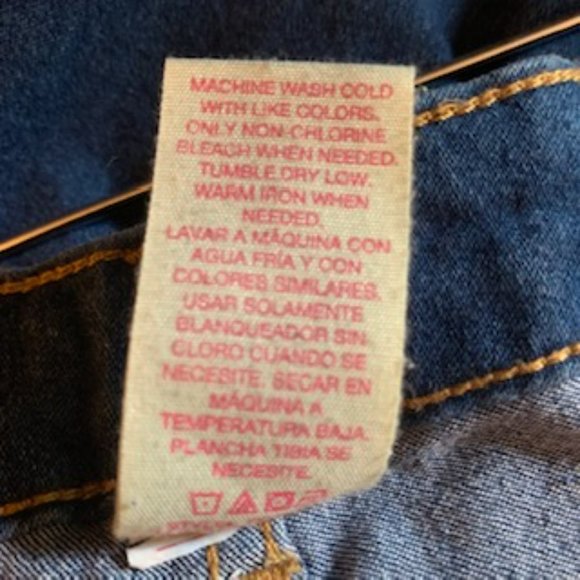 MACHINE WASH COLD
WITH LIKE COLORS.
ONLY NON-CHLORINE
BLEACH WHEN NEEDED.
TUMBLE DRY LOW.
WARM IRON WHEN
NEEDED.
LAVAR A MÁQUINA CON
AGUA FRÍA Y CON
COLORES SIMILARES.
USAR SOLAMENTE
BLANQUEADOR SIN
CLORO CUANDO SE
NECESITE. SECAR EN
MÁQUINA A
TEMPERATURA BAJA.
PLANCHA TIBIA SE
NECESITE.